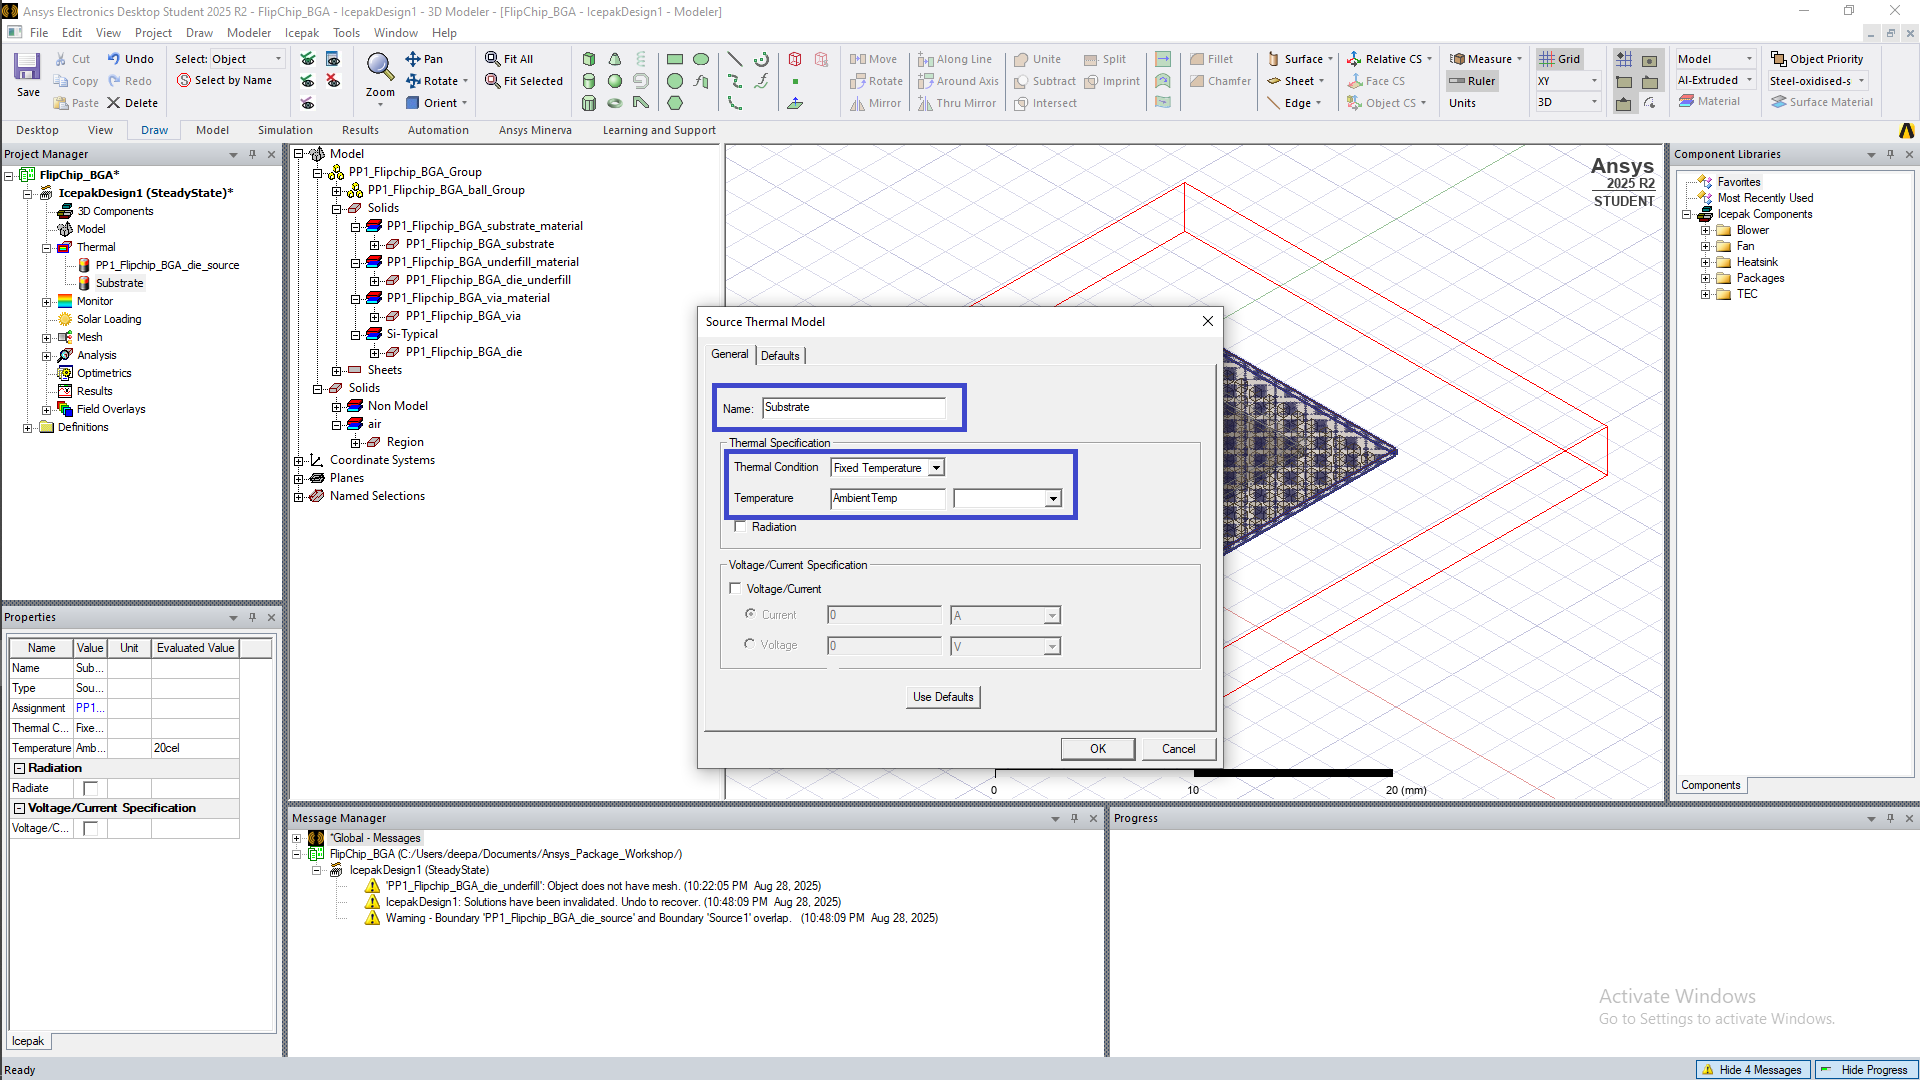 Ansys Electronics Desktop Student 2025 R2 - FlipChip_BGA - IcepakDesign1 - 3D Modeler - [FlipChip_BGA - IcepakDesign1 - Modeler]
File Edit View Project Draw Modeler Icepak Tools Window Help
Save
Cut Undo
Copy Redo
Paste Delete
Select: Object
Select by Name
Zoom
Pan
Rotate
Orient
Fit All
Fit Selected
Move Along Line Unite Split Fillet
Rotate Around Axis Subtract Imprint Chamfer
Mirror Thru Mirror Intersect
Surface Relative CS Measure Grid Model Object Priority
Sheet Face CS Ruler XY AI-Extruded Steel-oxidised-s
Edge Object CS Units 3D Material Surface Material
Desktop View Draw Model Simulation Results Automation Ansys Minerva Learning and Support
Project Manager
FlipChip_BGA*
IcepakDesign1 (SteadyState)*
3D Components
Model
Thermal
PP1_Flipchip_BGA_die_source
Substrate
Monitor
Solar Loading
Mesh
Analysis
Optimetrics
Results
Field Overlays
Definitions
Model
PP1_Flipchip_BGA_Group
PP1_Flipchip_BGA_ball_Group
Solids
PP1_Flipchip_BGA_substrate_material
PP1_Flipchip_BGA_substrate
PP1_Flipchip_BGA_underfill_material
PP1_Flipchip_BGA_die_underfill
PP1_Flipchip_BGA_via_material
PP1_Flipchip_BGA_via
Si-Typical
PP1_Flipchip_BGA_die
Sheets
Solids
Non Model
air
Region
Coordinate Systems
Planes
Named Selections
Ansys
2025 R2
STUDENT
Component Libraries
Favorites
Most Recently Used
Icepak Components
Blower
Fan
Heatsink
Packages
TEC
Components
Source Thermal Model
General Defaults
Name: Substrate
Thermal Specification
Thermal Condition Fixed Temperature
Temperature AmbientTemp
Radiation
Voltage/Current Specification
Voltage/Current
Current 0 A
Voltage 0 V
Use Defaults
OK Cancel
0 10 20 (mm)
Properties
Name Value Unit Evaluated Value
Name Sub...
Type Sou...
Assignment PP1...
Thermal C... Fixe...
Temperature Amb... 20cel
Radiation
Radiate
Voltage/Current Specification
Voltage/C...
Icepak
Message Manager
*Global - Messages
FlipChip_BGA (C:/Users/deepa/Documents/Ansys_Package_Workshop/)
IcepakDesign1 (SteadyState)
'PP1_Flipchip_BGA_die_underfill': Object does not have mesh. (10:22:05 PM Aug 28, 2025)
IcepakDesign1: Solutions have been invalidated. Undo to recover. (10:48:09 PM Aug 28, 2025)
Warning - Boundary 'PP1_Flipchip_BGA_die_source' and Boundary 'Source1' overlap. (10:48:09 PM Aug 28, 2025)
Progress
Activate Windows
Go to Settings to activate Windows.
Ready
Hide 4 Messages Hide Progress